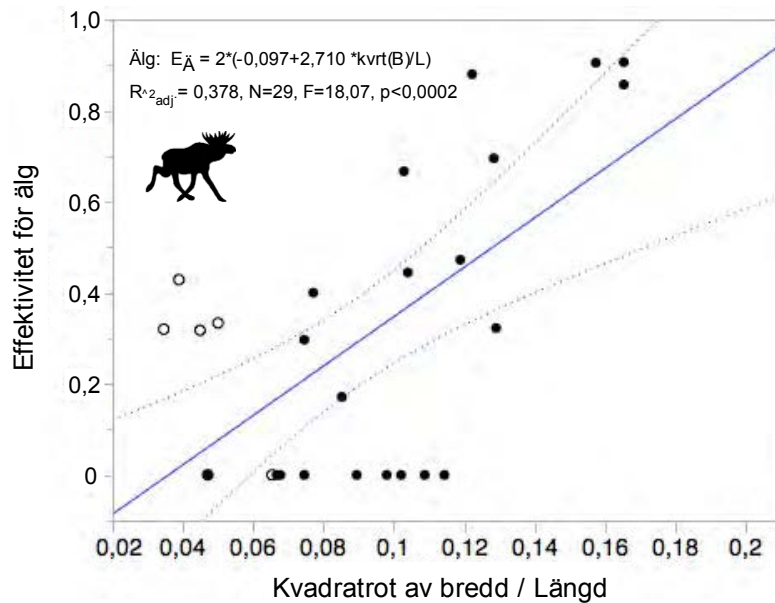 1,0
Älg: EÄ = 2*(-0,097+2,710 *kvrt(B)/L)
R^2adj.= 0,378, N=29, F=18,07, p<0,0002
0,8
0,6
0,4
0,2
0
Effektivitet för älg
0,02 0,04 0,06 0,08 0,1 0,12 0,14 0,16 0,18 0,2
Kvadratrot av bredd / Längd